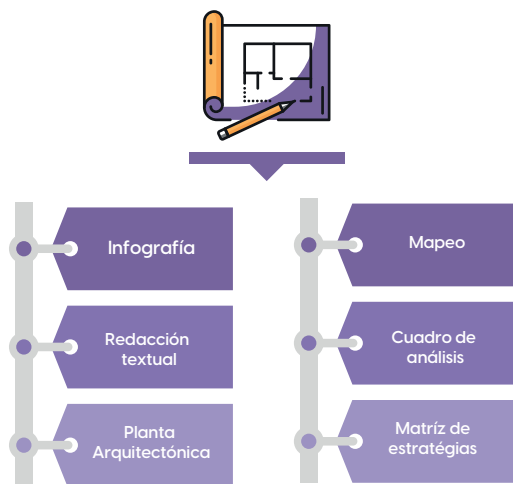 Infografía
Redacción
textual
Planta
Arquitectónica
Mapeo
Cuadro de
análisis
Matríz de
estratégias